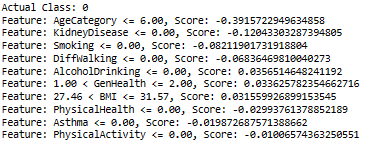 Actual Class: 0
Feature: AgeCategory <= 6.00, Score: -0.3915722949634858
Feature: KidneyDisease <= 0.00, Score: -0.12043303287394805
Feature: Smoking <= 0.00, Score: -0.08211901731918804
Feature: DiffWalking <= 0.00, Score: -0.06836469810040273
Feature: AlcoholDrinking <= 0.00, Score: 0.0356514648241192
Feature: 1.00 < GenHealth <= 2.00, Score: 0.033625782354662716
Feature: 27.46 < BMI <= 31.57, Score: 0.031559926899153545
Feature: PhysicalHealth <= 0.00, Score: -0.02993761378852189
Feature: Asthma <= 0.00, Score: -0.019872687571388662
Feature: PhysicalActivity <= 0.00, Score: -0.01006574363250551